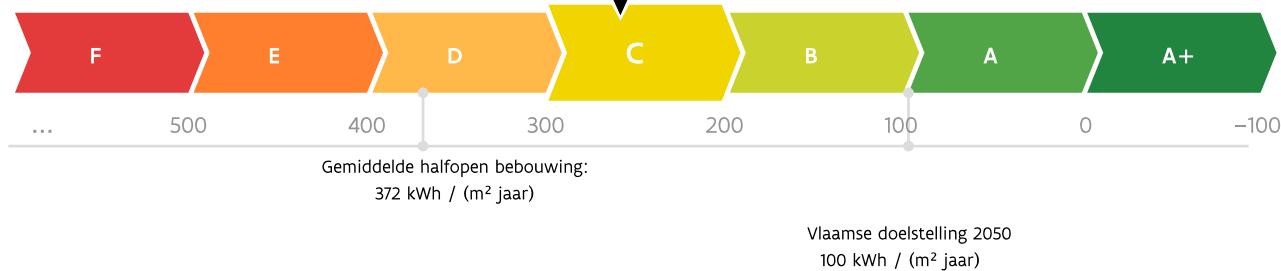 F E D C B A A+
... 500 400 300 200 100 0 –100
Gemiddelde halfopen bebouwing:
372 kWh / (m² jaar)
Vlaamse doelstelling 2050
100 kWh / (m² jaar)